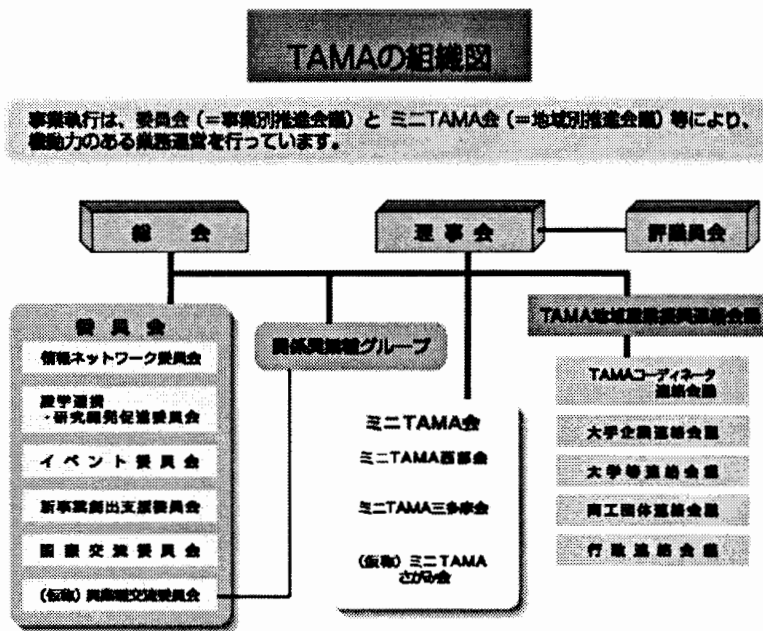 TAMAの組織図
事業執行は、委員会（＝事業別推進会議）と ミニTAMA会（＝地域別推進会議）等により、
機動力のある業務運営を行っています。
総　会
理 事 会
評議員会
委 員 会
情報ネットワーク委員会
産学連携
・研究開発促進委員会
イ ベ ン ト 委 員 会
新事業創出支援委員会
国 際 交 流 委 員 会
（仮称）異業種交流委員会
関係異業種グループ
ミニTAMA会
ミニTAMA西部会
ミニTAMA三多摩会
（仮称）ミニTAMA
さがみ会
TAMA地域産業振興連絡会議
TAMAコーディネータ
連絡会議
大手企業連絡会議
大学等連絡会議
商工団体連絡会議
行 政 連 絡 会 議